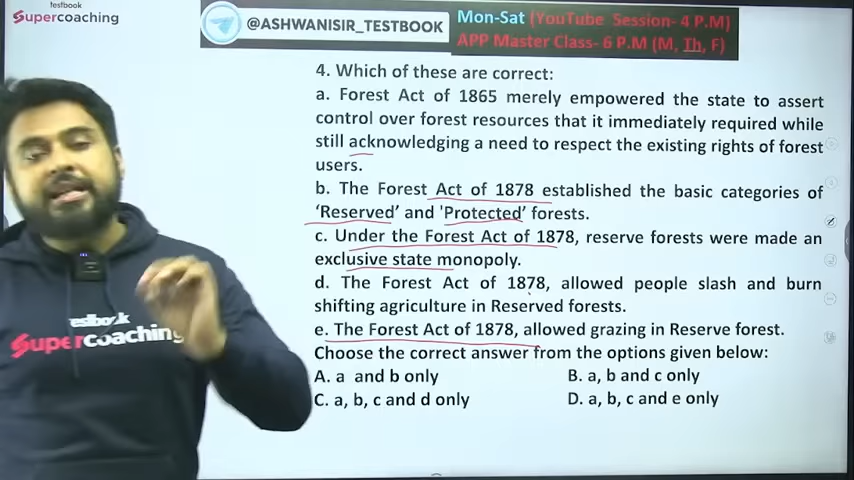 testbook
Supercoaching
@ASHWANISIR_TESTBOOK
Mon-Sat (YouTube Session- 4 P.M)
APP Master Class- 6 P.M (M, Th, F)
4. Which of these are correct:
a. Forest Act of 1865 merely empowered the state to assert
control over forest resources that it immediately required while
still acknowledging a need to respect the existing rights of forest
users.
b. The Forest Act of 1878 established the basic categories of
‘Reserved’ and 'Protected’ forests.
c. Under the Forest Act of 1878, reserve forests were made an
exclusive state monopoly.
d. The Forest Act of 1878, allowed people slash and burn
shifting agriculture in Reserved forests.
e. The Forest Act of 1878, allowed grazing in Reserve forest.
Choose the correct answer from the options given below:
A. a and b only
B. a, b and c only
C. a, b, c and d only
D. a, b, c and e only
testbook
Supercoaching